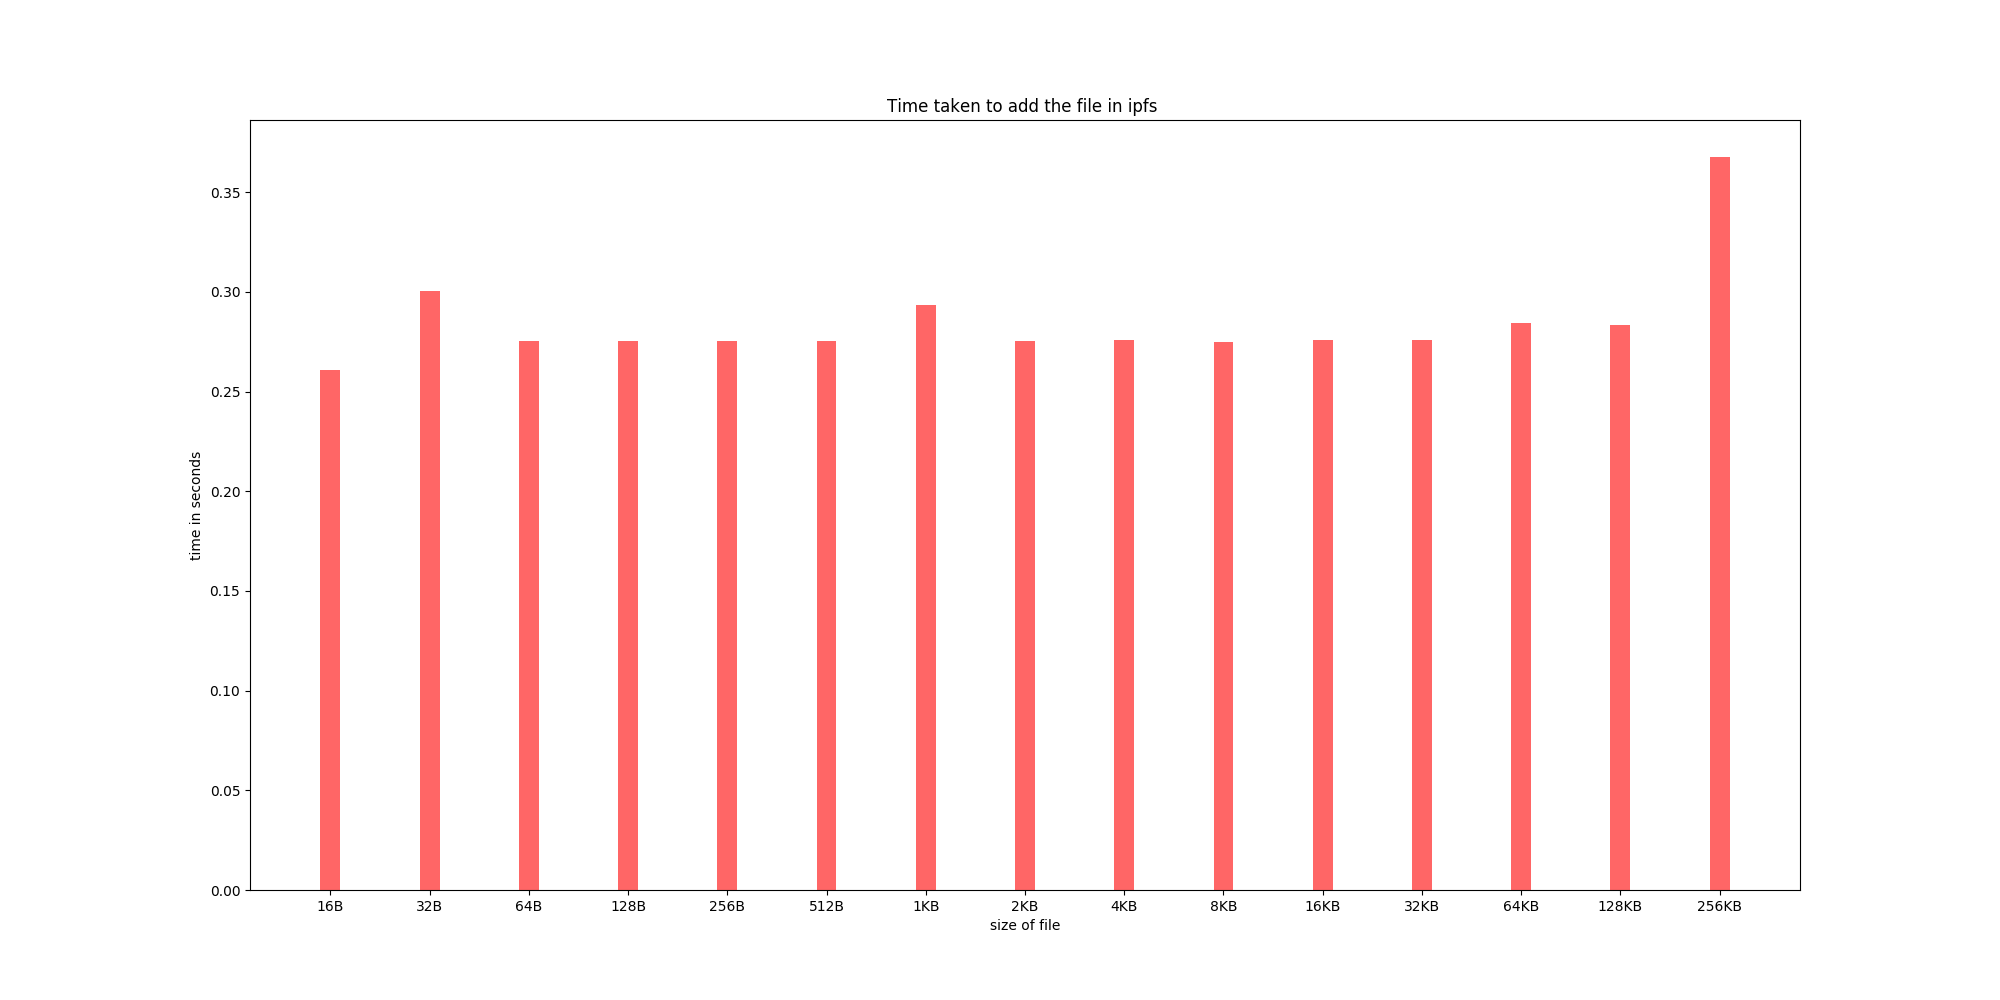 Time taken to add the file in ipfs
time in seconds
0.35
0.30
0.25
0.20
0.15
0.10
0.05
0.00
16B 32B 64B 128B 256B 512B 1KB 2KB 4KB 8KB 16KB 32KB 64KB 128KB 256KB
size of file